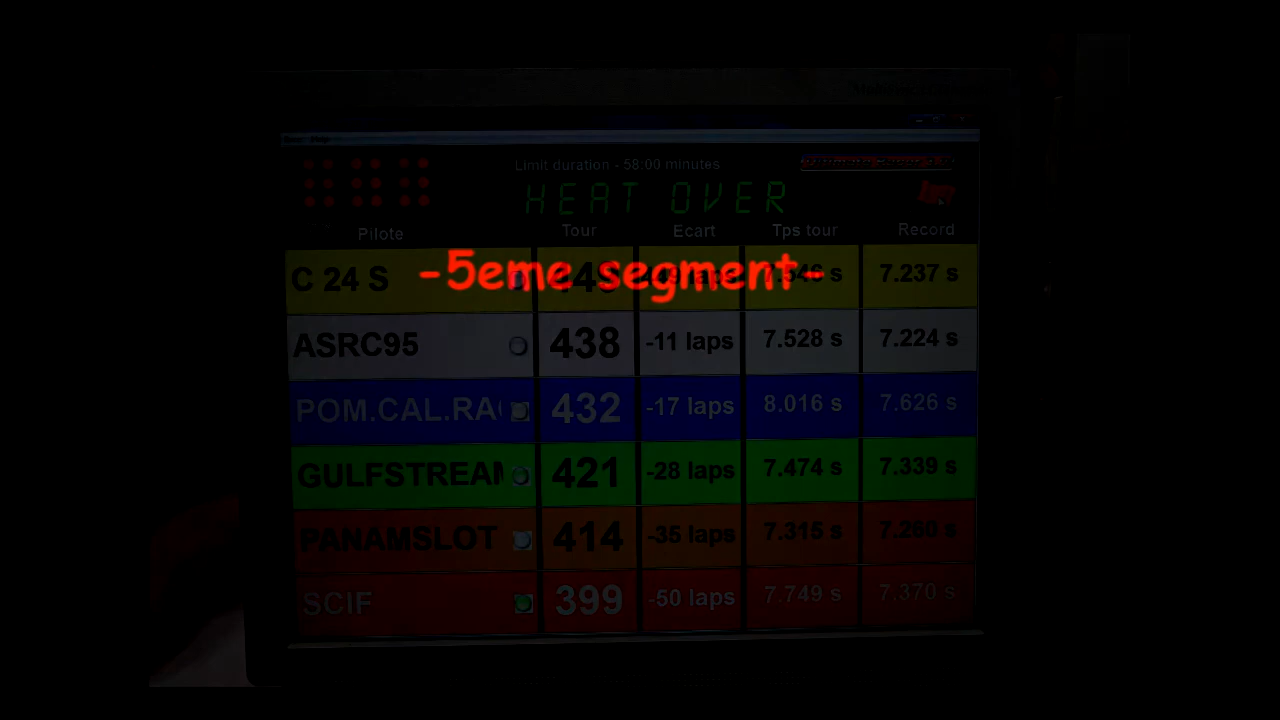 Limit duration - 58:00 minutes
HEAT OVER
Pilote Tour Ecart Tps tour Record
-5eme segment-
C 24 S 449 7.546 s 7.237 s
ASRC95 438 -11 laps 7.528 s 7.224 s
POM.CAL.RA 432 -17 laps 8.016 s 7.626 s
GULFSTREAM 421 -28 laps 7.474 s 7.339 s
PANAMSLOT 414 -35 laps 7.315 s 7.260 s
SCIF 399 -50 laps 7.749 s 7.370 s